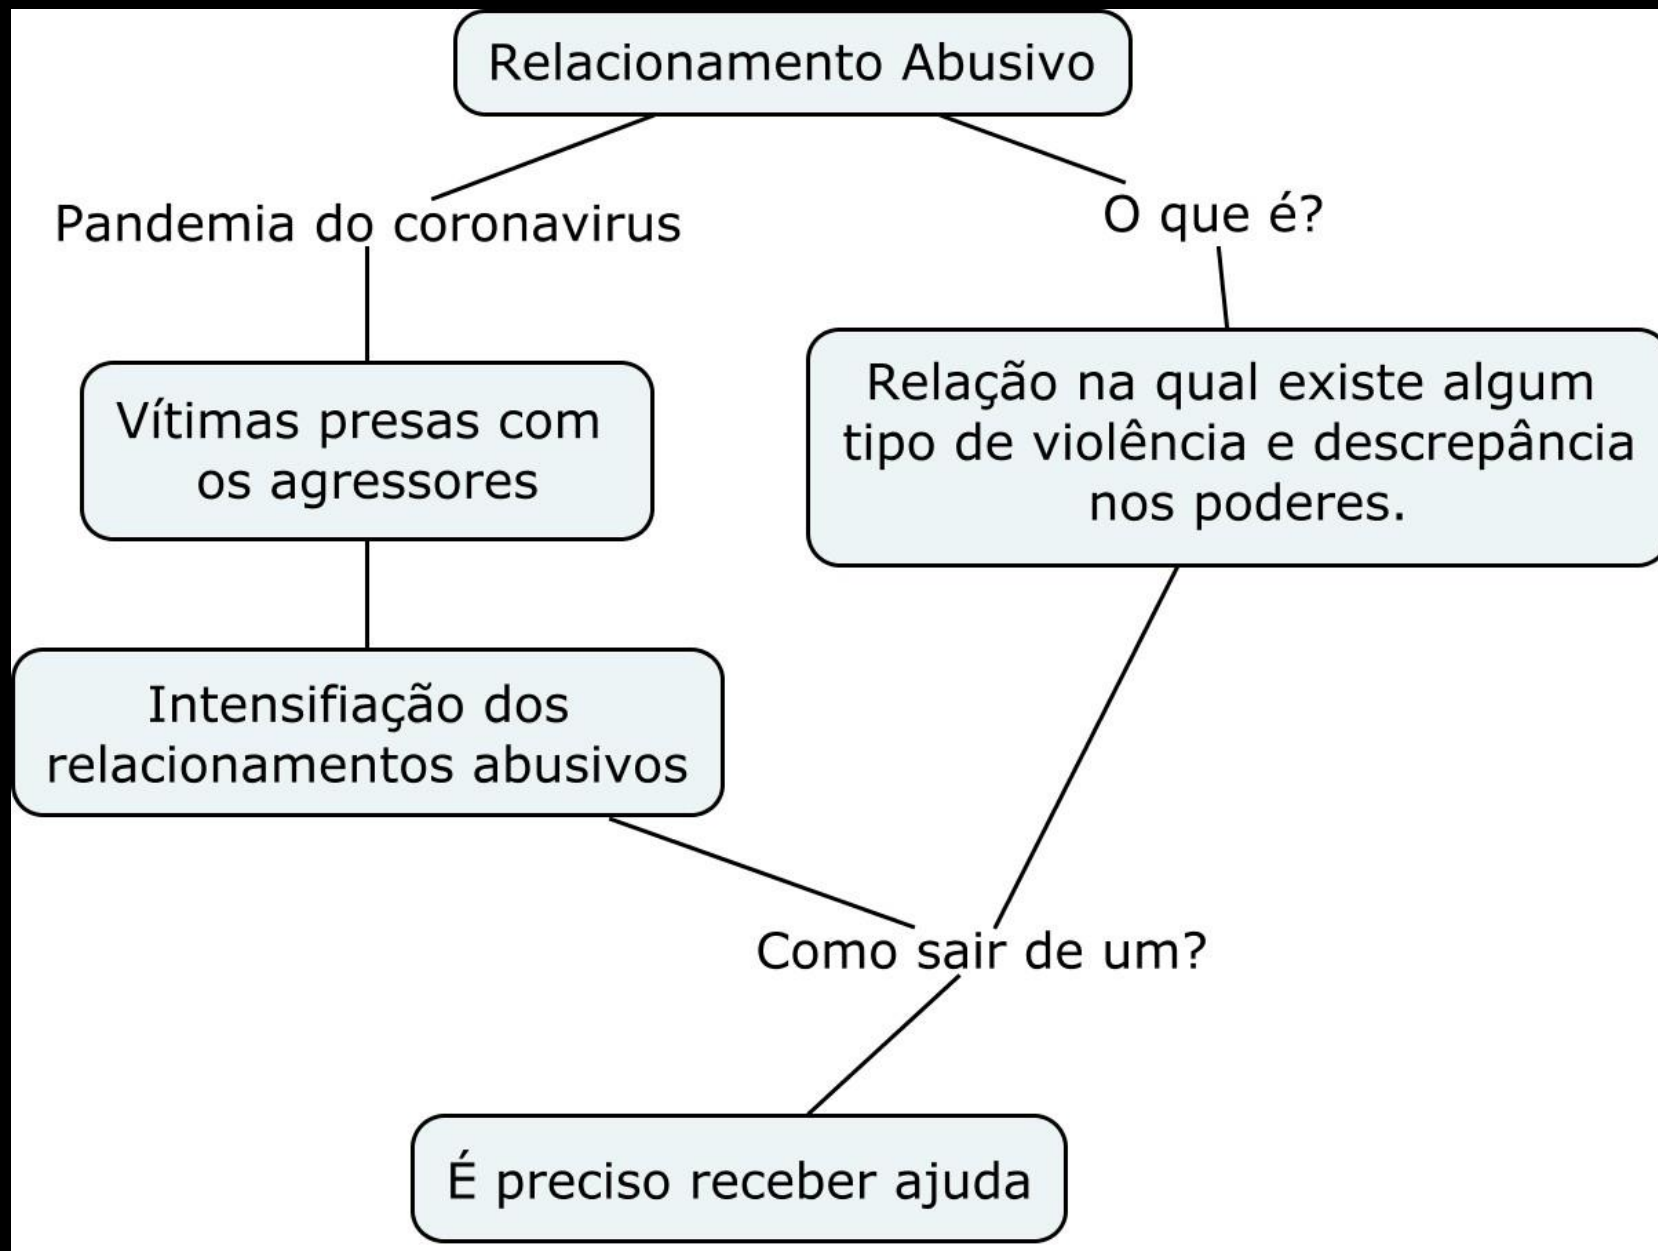 Relacionamento Abusivo
Pandemia do coronavirus
O que é?
Vítimas presas com
os agressores
Relação na qual existe algum
tipo de violência e descrepância
nos poderes.
Intensifiação dos
relacionamentos abusivos
Como sair de um?
É preciso receber ajuda